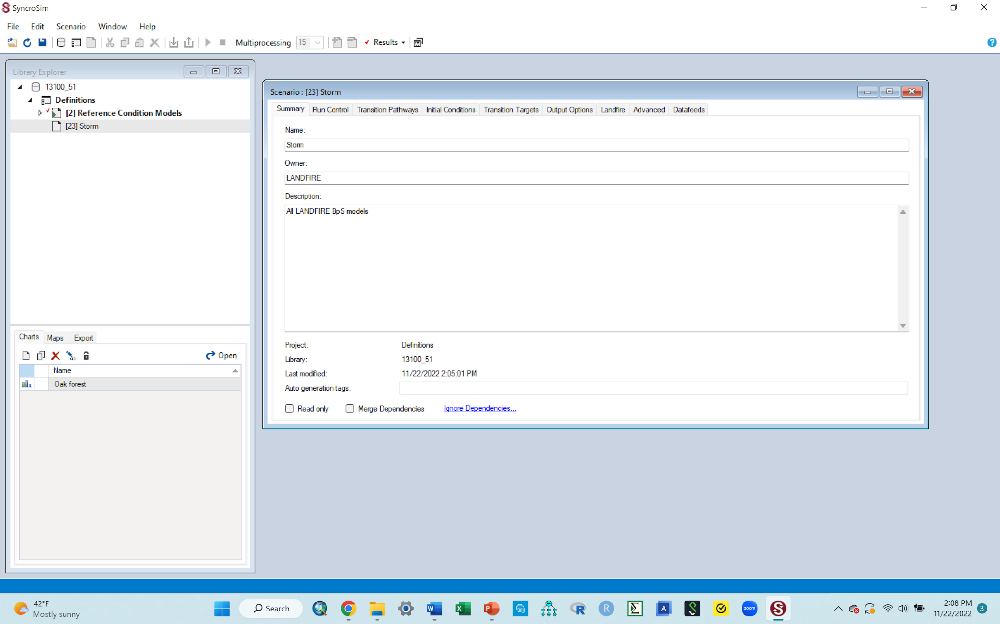 SyncroSim
File Edit Scenario Window Help
Multiprocessing 15 Results
Library Explorer
13100_51
Definitions
[2] Reference Condition Models
[23] Storm
Charts Maps Export
ab Open
Name
Oak forest
Scenario : [23] Storm
Summary Run Control Transition Pathways Initial Conditions Transition Targets Output Options Landfire Advanced Datafeeds
Name:
Storm
Owner:
LANDFIRE
Description:
All LANDFIRE BpS models
Project: Definitions
Library: 13100_51
Last modified: 11/22/2022 2:05:01 PM
Auto generation tags:
Read only Merge Dependencies Ignore Dependencies...
42°F
Mostly sunny
Search
W X P R R Σ A zoom S
2:08 PM
11/22/2022
3